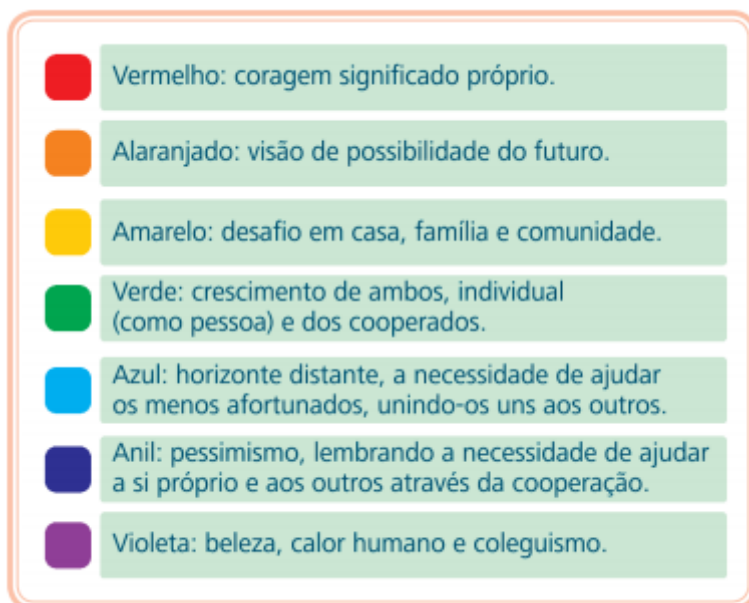 Vermelho: coragem significado próprio.
Alaranjado: visão de possibilidade do futuro.
Amarelo: desafio em casa, família e comunidade.
Verde: crescimento de ambos, individual
(como pessoa) e dos cooperados.
Azul: horizonte distante, a necessidade de ajudar
os menos afortunados, unindo-os uns aos outros.
Anil: pessimismo, lembrando a necessidade de ajudar
a si próprio e aos outros através da cooperação.
Violeta: beleza, calor humano e coleguismo.